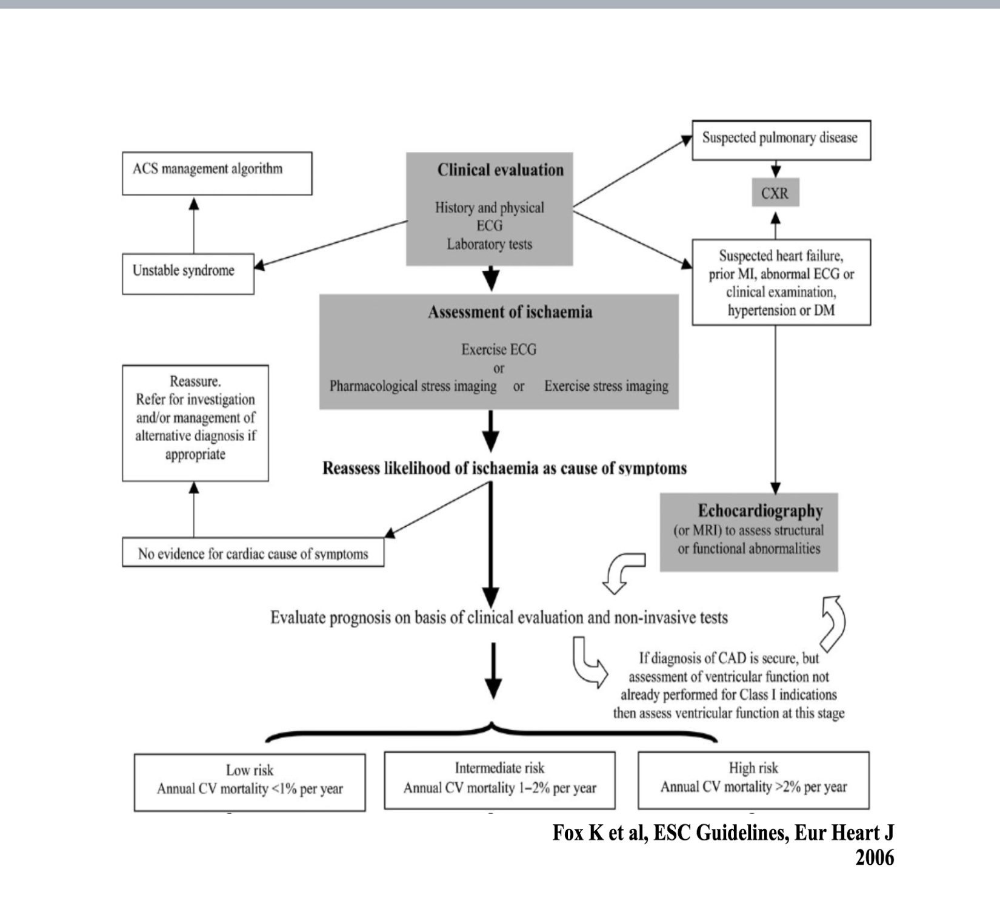 Suspected pulmonary disease
ACS management algorithm
Clinical evaluation
CXR
History and physical
ECG
Laboratory tests
Unstable syndrome
Suspected heart failure,
prior MI, abnormal ECG or
clinical examination,
hypertension or DM
Assessment of ischaemia
Exercise ECG
or
Pharmacological stress imaging or Exercise stress imaging
Reassure.
Refer for investigation
and/or management of
alternative diagnosis if
appropriate
Reassess likelihood of ischaemia as cause of symptoms
Echocardiography
(or MRI) to assess structural
or functional abnormalities
No evidence for cardiac cause of symptoms
Evaluate prognosis on basis of clinical evaluation and non-invasive tests
If diagnosis of CAD is secure, but
assessment of ventricular function not
already performed for Class I indications
then assess ventricular function at this stage
Low risk
Annual CV mortality <1% per year
Intermediate risk
Annual CV mortality 1–2% per year
High risk
Annual CV mortality >2% per year
Fox K et al, ESC Guidelines, Eur Heart J
2006